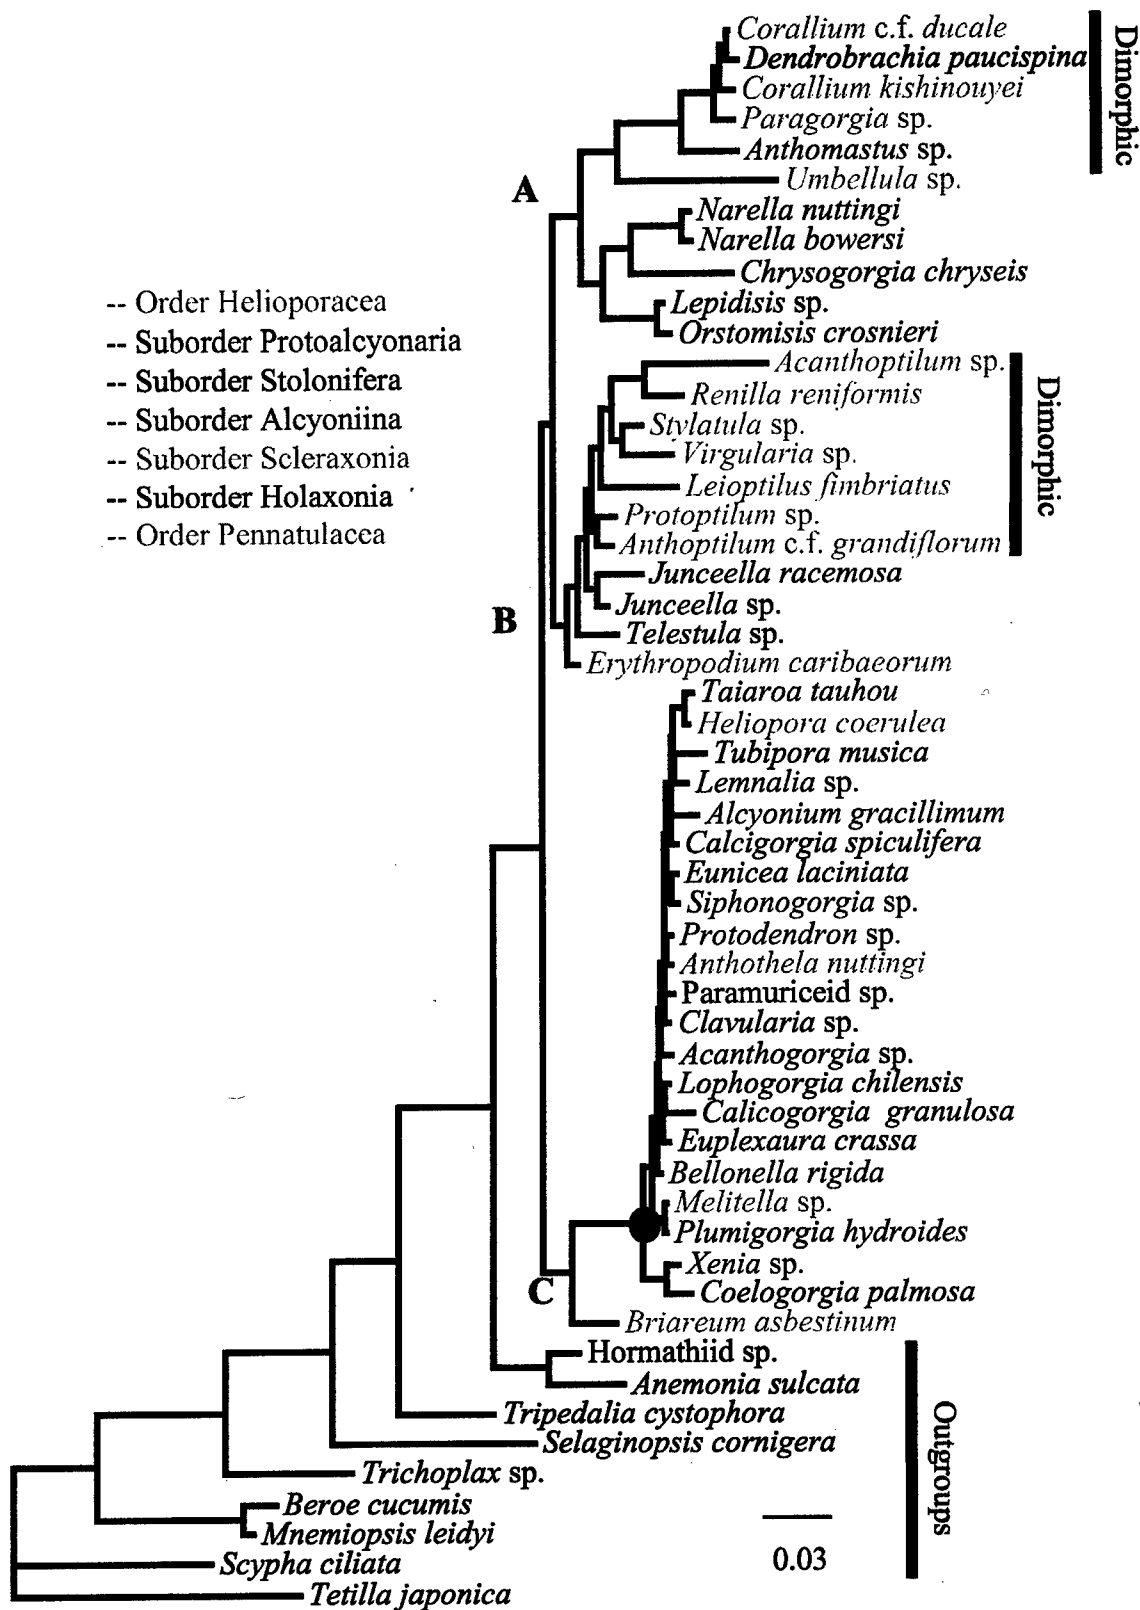 Corallium c.f. ducale
Dendrobrachia paucispina
Corallium kishinouyei
Paragorgia sp.
Anthomastus sp.
Umbellula sp.
Dimorphic
A
Narella nuttingi
Narella bowersi
Chrysogorgia chryseis
Lepidisis sp.
Orstomisis crosnieri
-- Order Helioporacea
-- Suborder Protoalcyonaria
-- Suborder Stolonifera
-- Suborder Alcyoniina
-- Suborder Scleraxonia
-- Suborder Holaxonia
-- Order Pennatulacea
Acanthoptilum sp.
Renilla reniformis
Stylatula sp.
Virgularia sp.
Leioptilus fimbriatus
Protoptilum sp.
Anthoptilum c.f. grandiflorum
Dimorphic
Junceella racemosa
Junceella sp.
B
Telestula sp.
Erythropodium caribaeorum
Taiaroa tauhou
Heliopora coerulea
Tubipora musica
Lemnalia sp.
Alcyonium gracillimum
Calcigorgia spiculifera
Eunicea laciniata
Siphonogorgia sp.
Protodendron sp.
Anthothela nuttingi
Paramuriceid sp.
Clavularia sp.
Acanthogorgia sp.
Lophogorgia chilensis
Calicogorgia granulosa
Euplexaura crassa
Bellonella rigida
Melitella sp.
Plumigorgia hydroides
Xenia sp.
Coelogorgia palmosa
C
Briareum asbestinum
Hormathiid sp.
Anemonia sulcata
Tripedalia cystophora
Selaginopsis cornigera
Trichoplax sp.
Beroe cucumis
Mnemiopsis leidyi
Scypha ciliata
Tetilla japonica
Outgroups
0.03